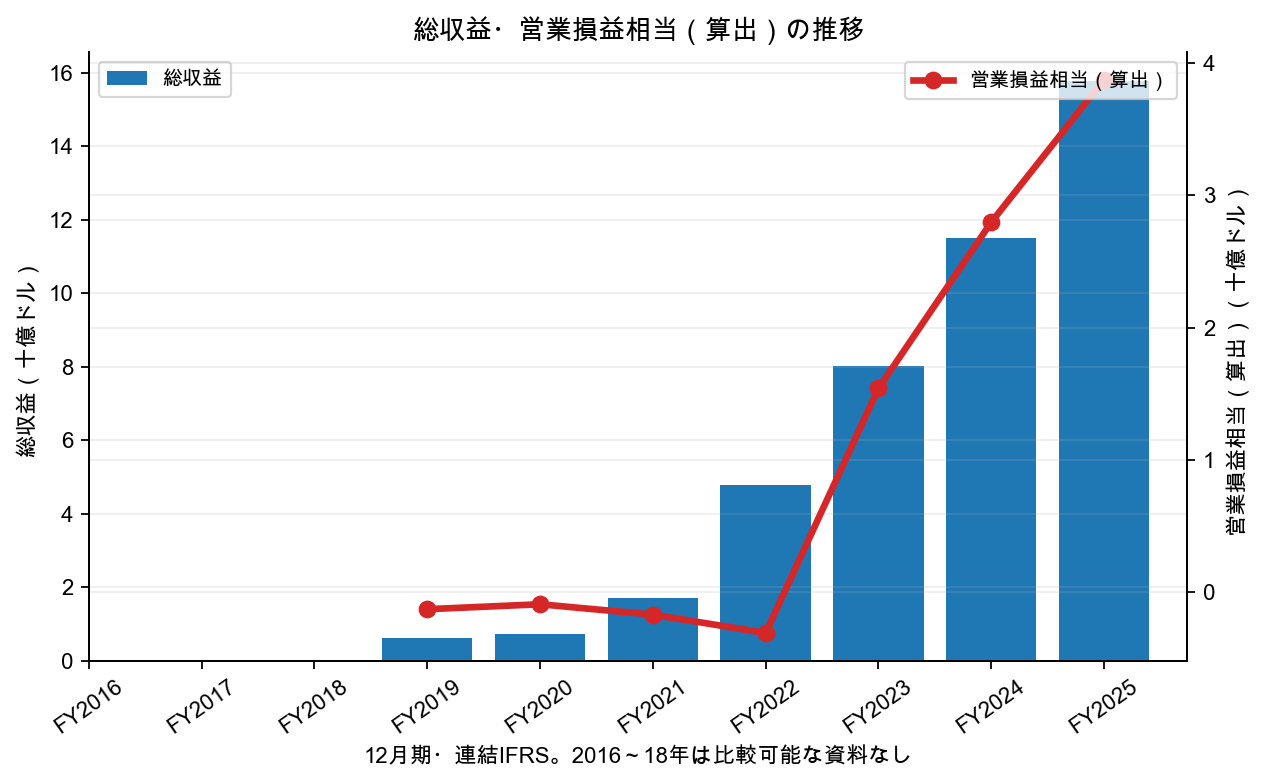 総収益・営業損益相当（算出）の推移
総収益
営業損益相当（算出）
総収益（十億ドル）
16
14
12
10
8
6
4
2
0
4
3
2
1
0
営業損益相当（算出）（十億ドル）
FY2016
FY2017
FY2018
FY2019
FY2020
FY2021
FY2022
FY2023
FY2024
FY2025
12月期・連結IFRS。2016～18年は比較可能な資料なし